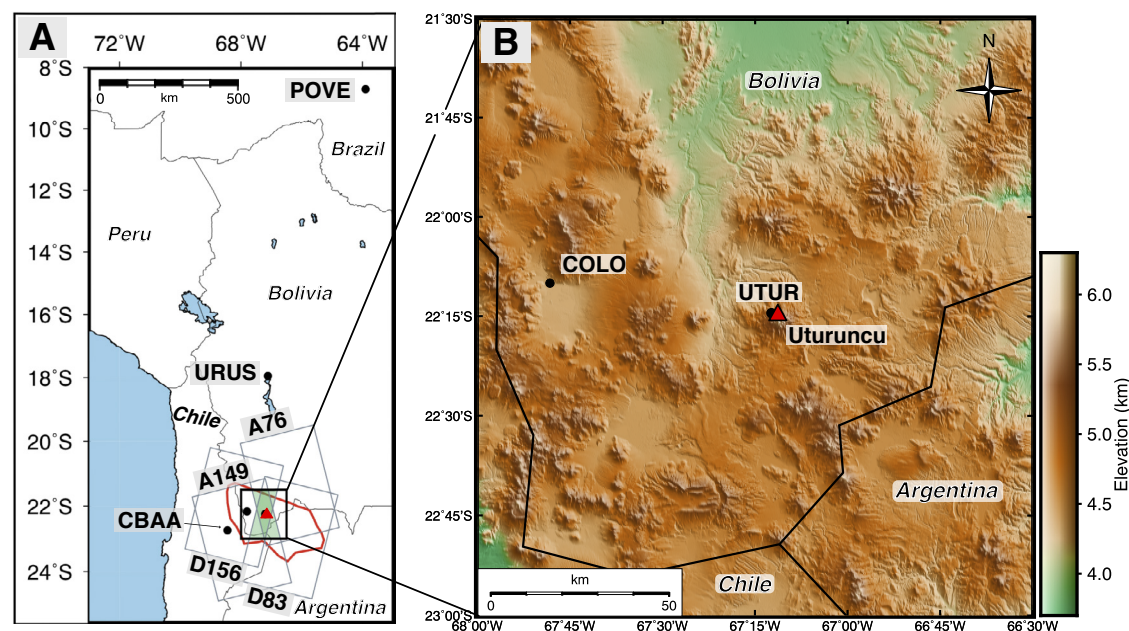 A
72°W 68°W 64°W
8°S
10°S
12°S
14°S
16°S
18°S
20°S
22°S
24°S
0 km 500
POVE
Brazil
Peru
Bolivia
URUS
Chile
A76
A149
CBAA
D156
D83
Argentina
B
21°30'S
21°45'S
22°00'S
22°15'S
22°30'S
22°45'S
23°00'S
N
Bolivia
COLO
UTUR
Uturuncu
Argentina
Chile
km
0 50
68°00'W 67°45'W 67°30'W 67°15'W 67°00'W 66°45'W 66°30'W
6.0
5.5
5.0
4.5
4.0
Elevation (km)